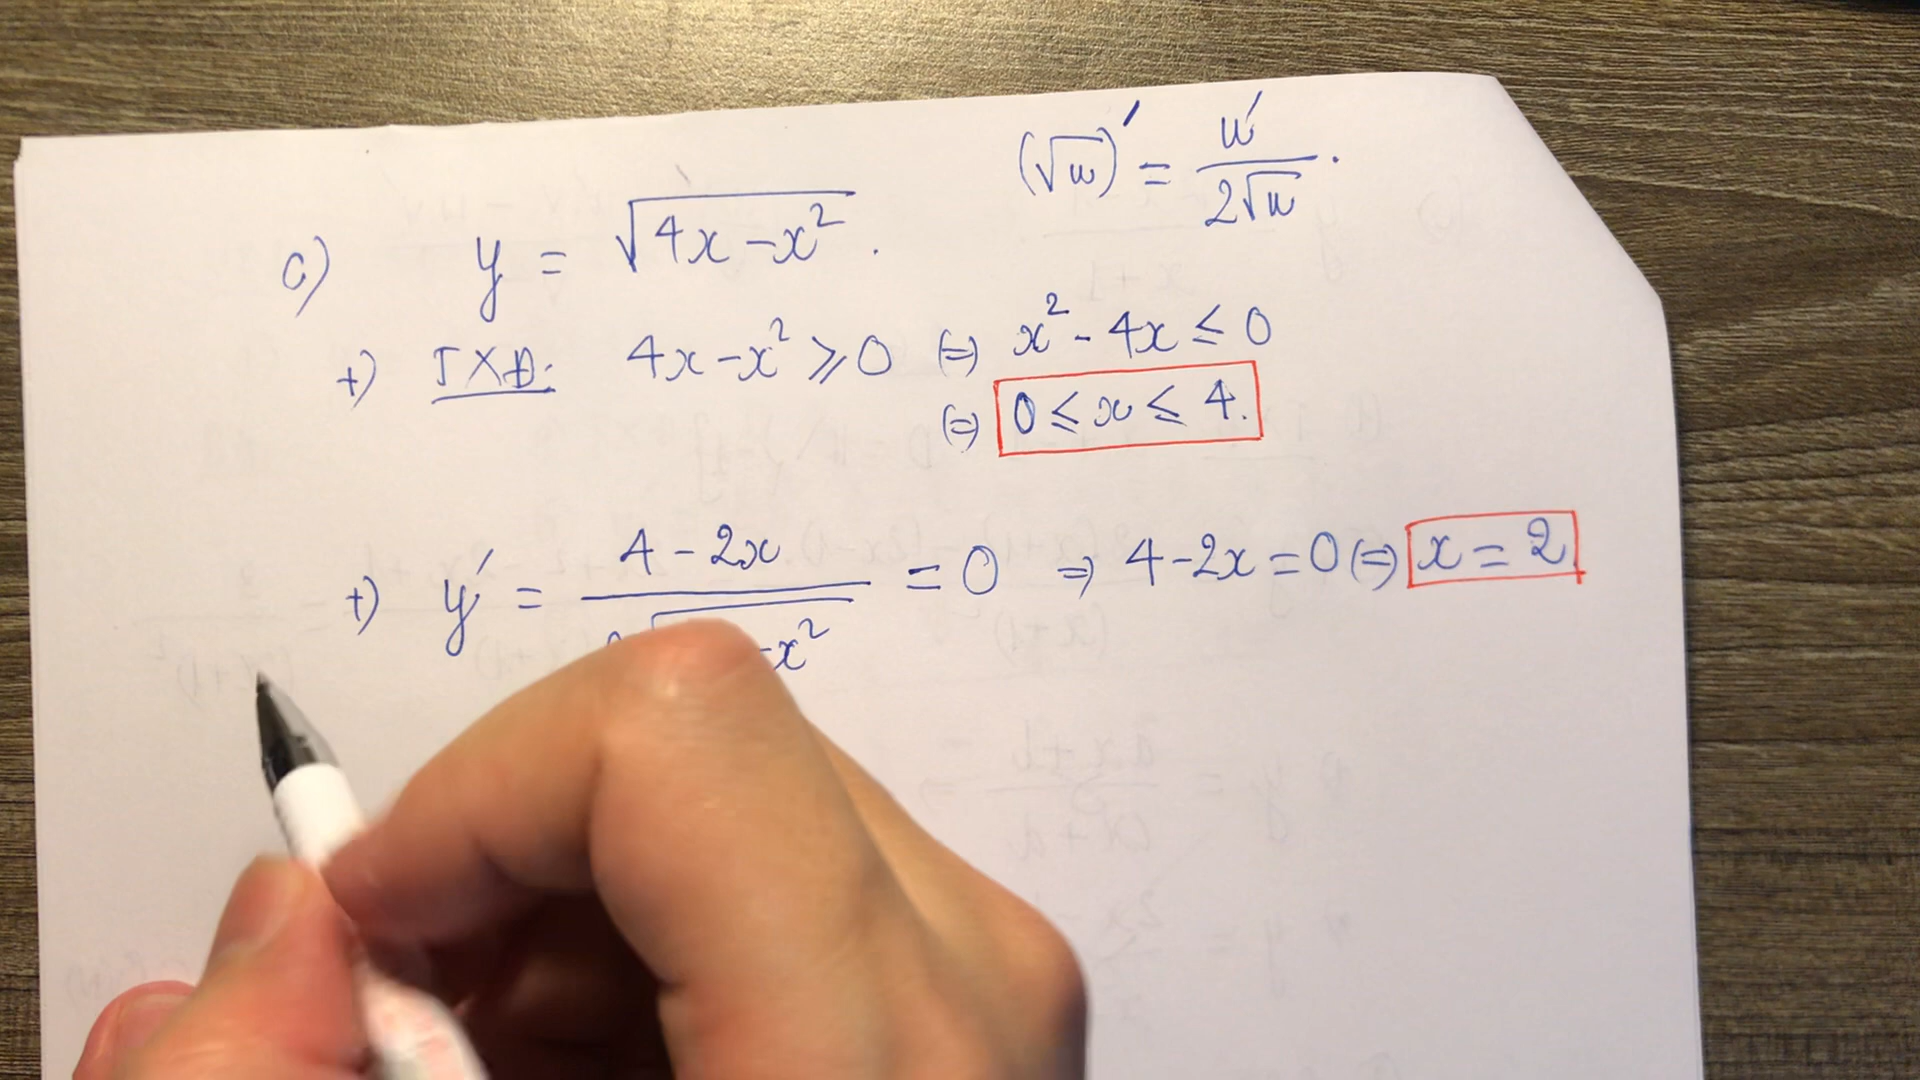 (√u)' = u' / 2√u .
c) y = √(4x - x²) .
+) TXĐ: 4x - x² ≥ 0 (=) x² - 4x ≤ 0
(=) 0 ≤ x ≤ 4.
+) y' = (4 - 2x) / - x² = 0 => 4 - 2x = 0 (=) x = 2